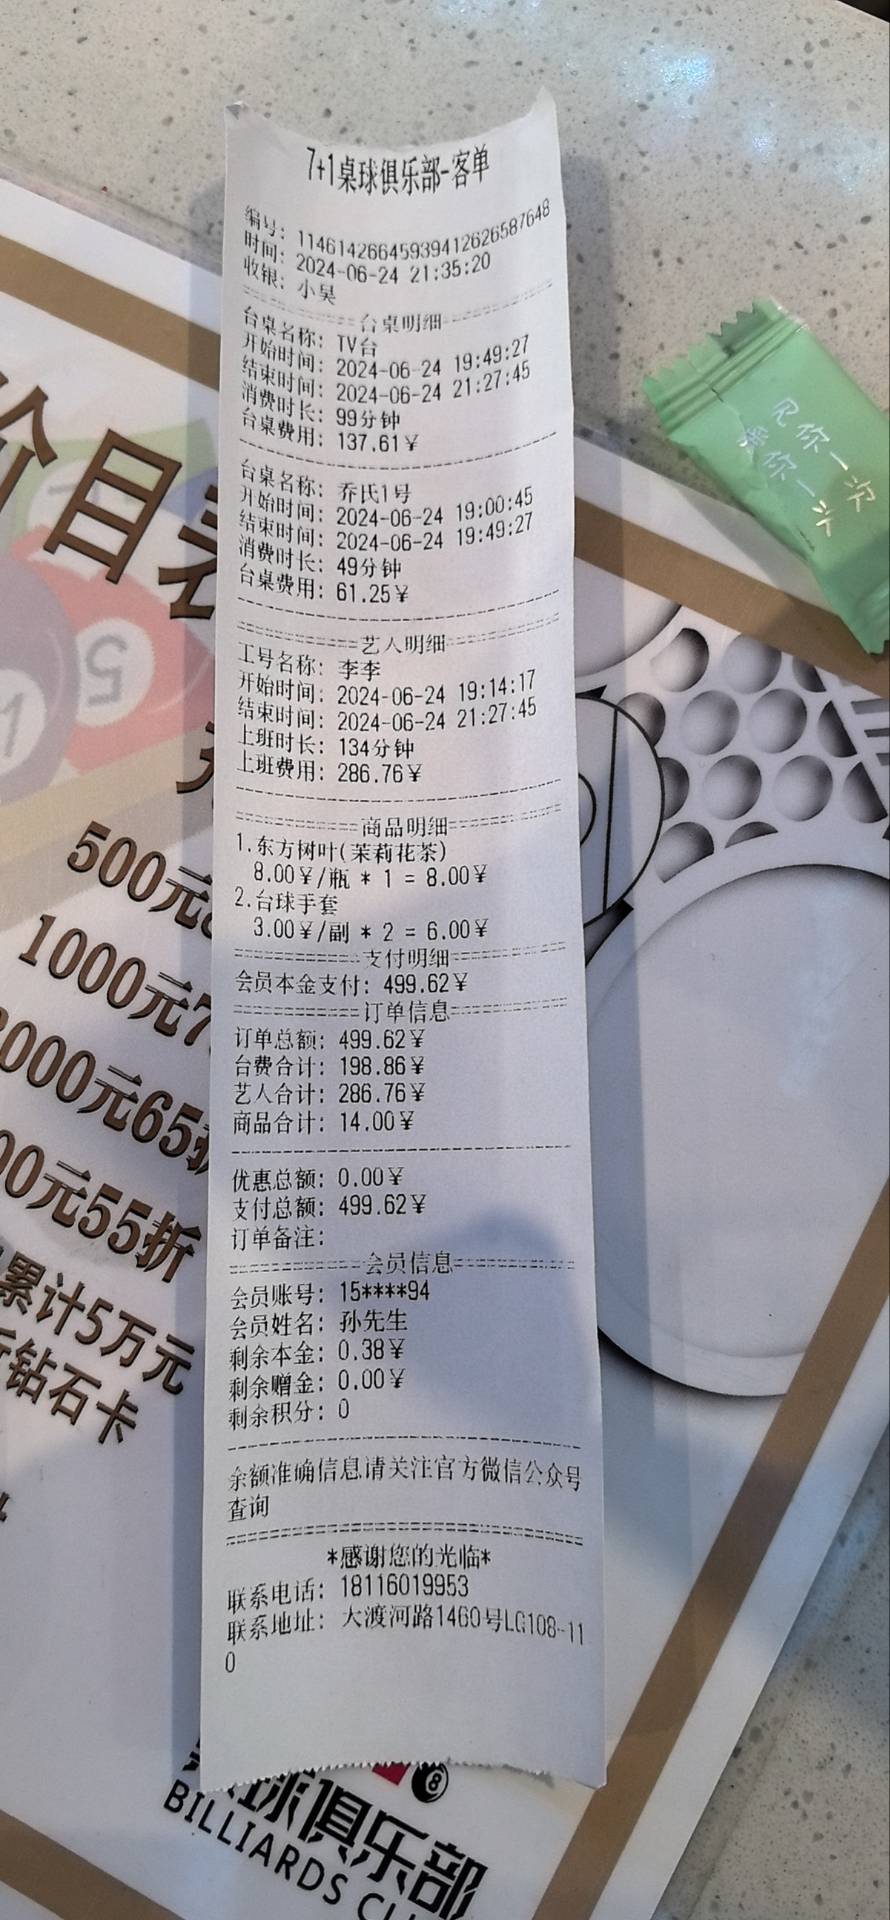 7+1桌球俱乐部-客单
编号: 1146142664593941262658​7648
时间: 2024-06-24 21:35:20
收银: 小吴
============台桌明细============
台桌名称: TV台
开始时间: 2024-06-24 19:49:27
结束时间: 2024-06-24 21:27:45
消费时长: 99分钟
台桌费用: 137.61¥
台桌名称: 乔氏1号
开始时间: 2024-06-24 19:00:45
结束时间: 2024-06-24 19:49:27
消费时长: 49分钟
台桌费用: 61.25¥
============艺人明细============
工号名称: 李李
开始时间: 2024-06-24 19:14:17
结束时间: 2024-06-24 21:27:45
上班时长: 134分钟
上班费用: 286.76¥
============商品明细============
1.东方树叶(茉莉花茶)
8.00¥/瓶 * 1 = 8.00¥
2.台球手套
3.00¥/副 * 2 = 6.00¥
============支付明细============
会员本金支付: 499.62¥
============订单信息============
订单总额: 499.62¥
台费合计: 198.86¥
艺人合计: 286.76¥
商品合计: 14.00¥
优惠总额: 0.00¥
支付总额: 499.62¥
订单备注:
============会员信息============
会员账号: 15****94
会员姓名: 孙先生
剩余本金: 0.38¥
剩余赠金: 0.00¥
剩余积分: 0
余额准确信息请关注官方微信公众号
查询
*感谢您的光临*
联系电话: 18116019953
联系地址: 大渡河路1460号LG108-11
0
价目表
500元
1000元7
000元65折
00元55折
累计5万元
钻石卡
球俱乐部
BILLIARDS CL
8
5
见你一次
爱你一次